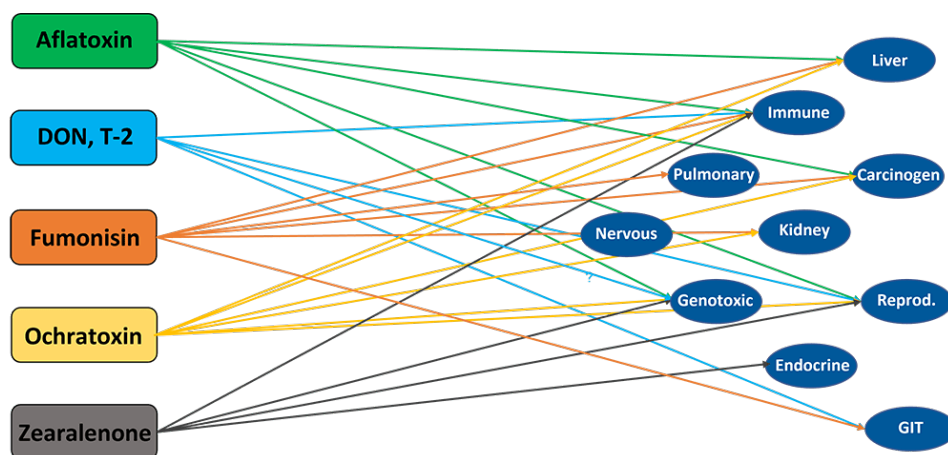 Aflatoxin
DON, T-2
Fumonisin
Ochratoxin
Zearalenone
Liver
Immune
Pulmonary
Carcinogen
Nervous
Kidney
?
Genotoxic
Reprod.
Endocrine
GIT